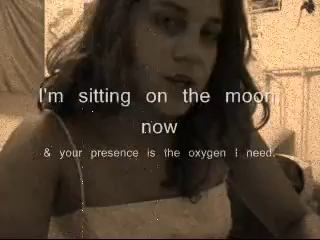 I'm sitting on the moon,
now
& your presence is the oxygen I need.